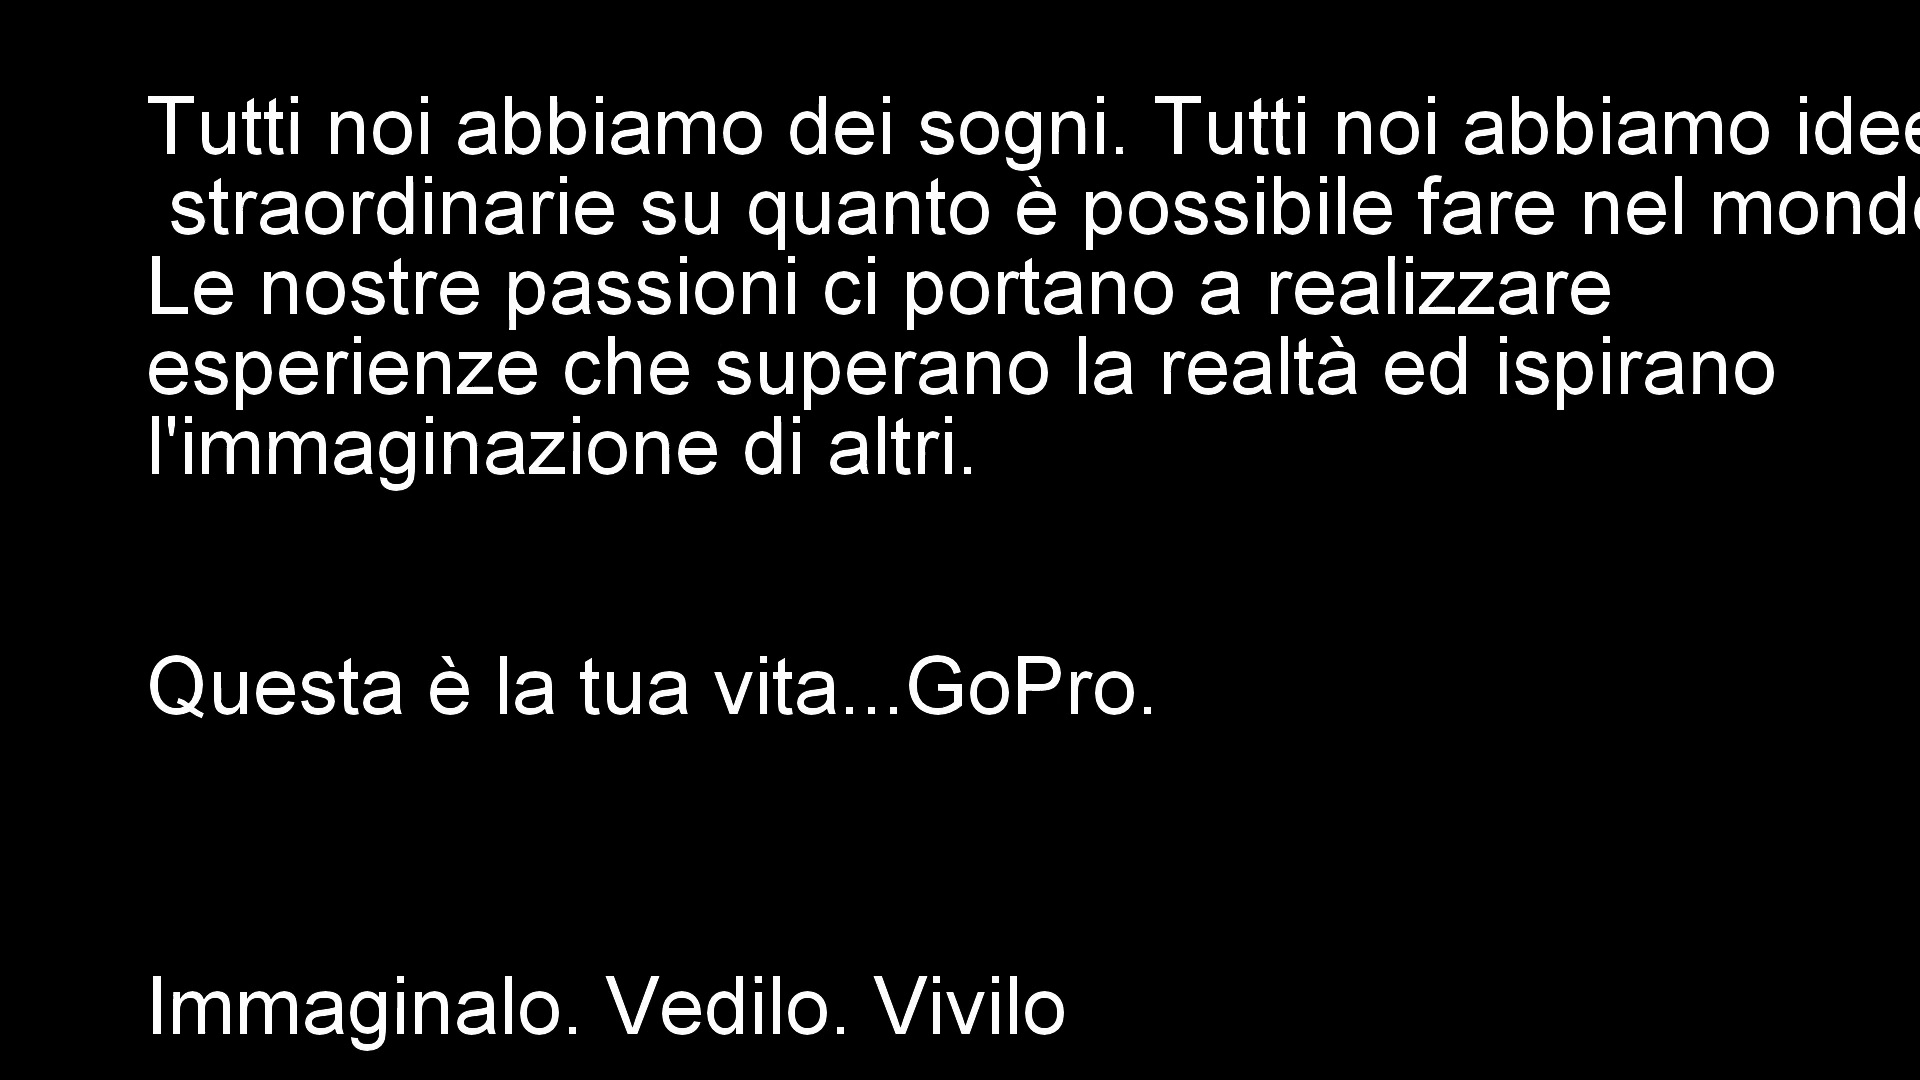 Tutti noi abbiamo dei sogni. Tutti noi abbiamo idee
straordinarie su quanto è possibile fare nel mondo
Le nostre passioni ci portano a realizzare
esperienze che superano la realtà ed ispirano
l'immaginazione di altri.
Questa è la tua vita...GoPro.
Immaginalo. Vedilo. Vivilo